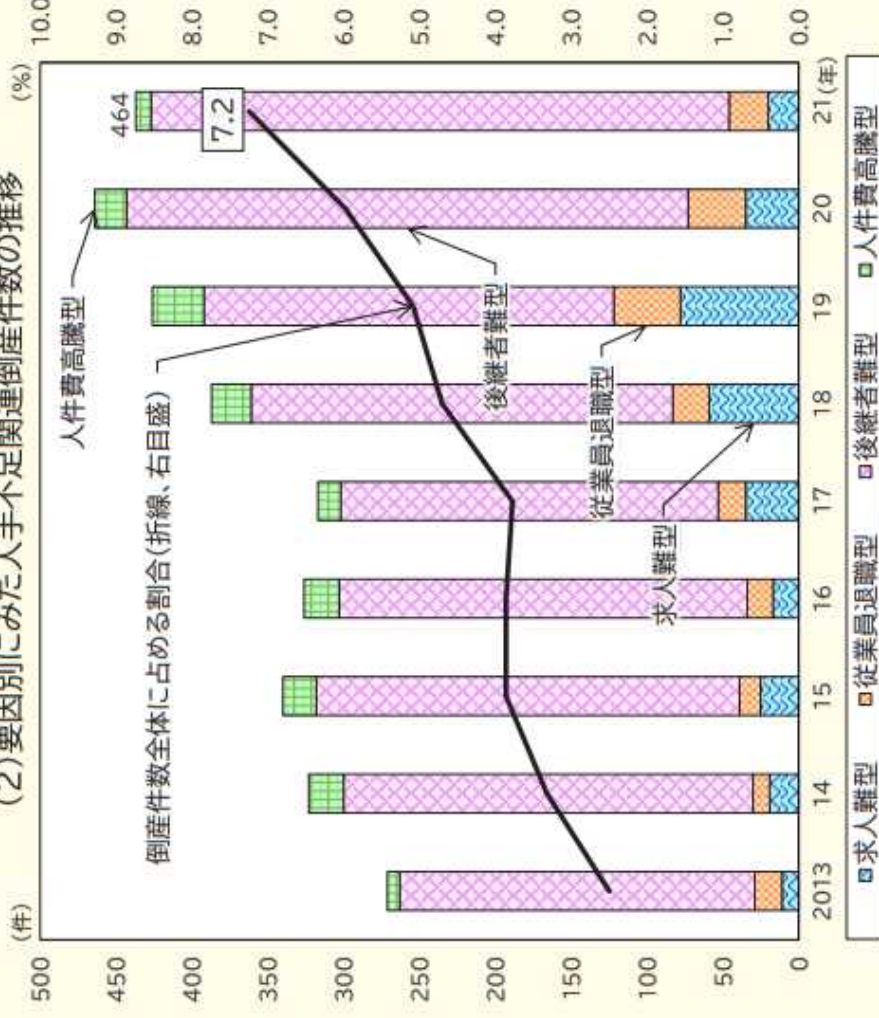 (2)要因別にみた人手不足関連倒産件数の推移
(件)
(%)
500
450
400
350
300
250
200
150
100
50
0
10.0
9.0
8.0
7.0
6.0
5.0
4.0
3.0
2.0
1.0
0.0
人件費高騰型
464
7.2
倒産件数全体に占める割合(折線、右目盛)
後継者難型
従業員退職型
求人難型
2013 14 15 16 17 18 19 20 21(年)
求人難型 従業員退職型 後継者難型 人件費高騰型